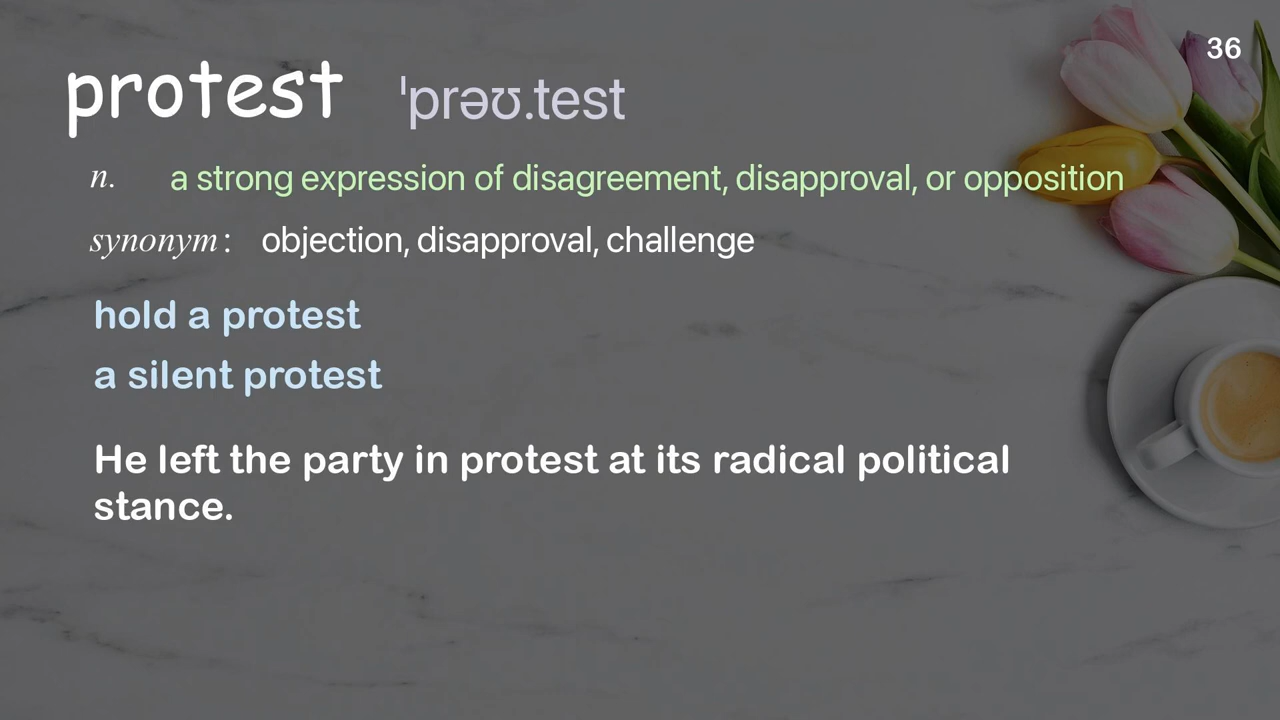 36
protest ˈprəʊ.test
n. a strong expression of disagreement, disapproval, or opposition
synonym: objection, disapproval, challenge
hold a protest
a silent protest
He left the party in protest at its radical political
stance.